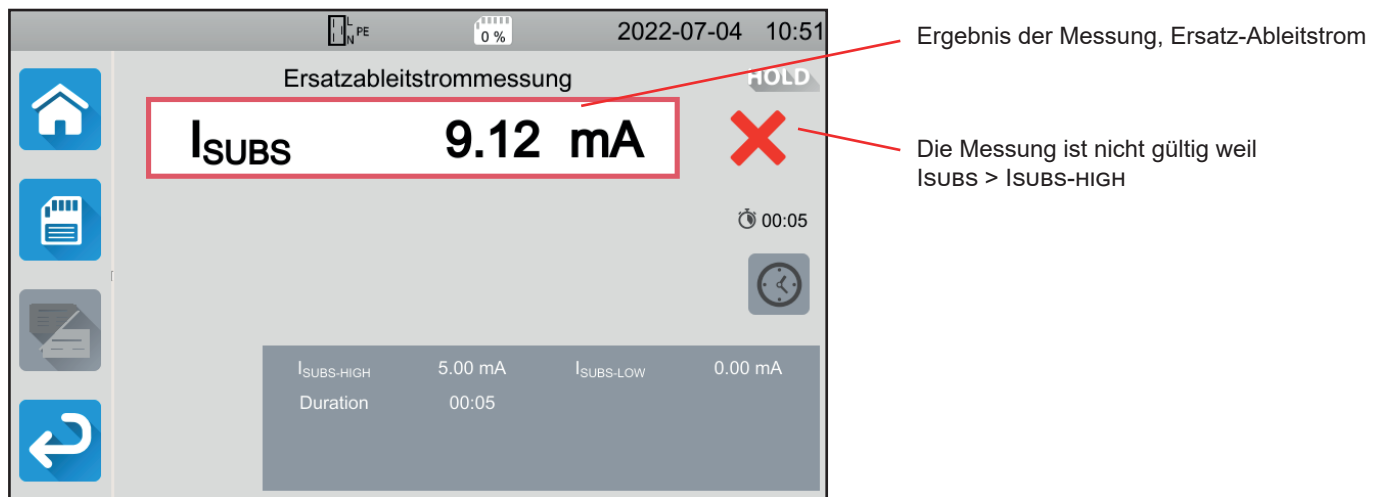 L
N PE
0 %
2022-07-04 10:51
Ergebnis der Messung, Ersatz-Ableitstrom
Ersatzableitstrommessung
HOLD
ISUBS 9.12 mA
Die Messung ist nicht gültig weil
ISUBS > ISUBS-HIGH
00:05
ISUBS-HIGH 5.00 mA ISUBS-LOW 0.00 mA
Duration 00:05